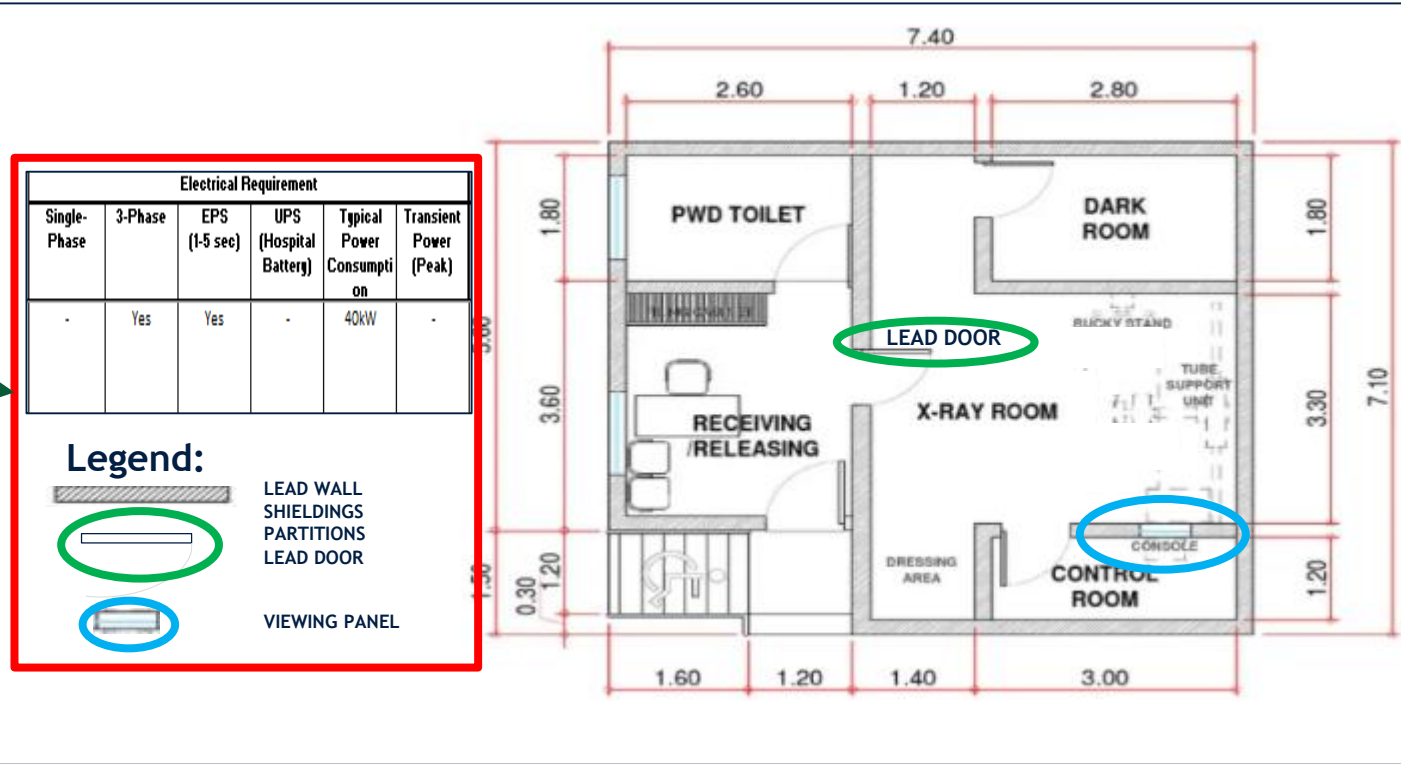 Electrical Requirement
Single-Phase
3-Phase
EPS (1-5 sec)
UPS (Hospital Battery)
Typical Power Consumpti on
Transient Power (Peak)
-
Yes
Yes
-
40kW
-
Legend:
LEAD WALL
SHIELDINGS
PARTITIONS
LEAD DOOR
VIEWING PANEL
7.40
2.60
1.20
2.80
1.80
PWD TOILET
DARK
ROOM
1.80
BUCKY STAND
LEAD DOOR
TUBE
SUPPORT
UNIT
3.60
RECEIVING
/RELEASING
X-RAY ROOM
3.30
7.10
CONSOLE
DRESSING
AREA
CONTROL
ROOM
0.30
1.20
1.20
1.60
1.20
1.40
3.00